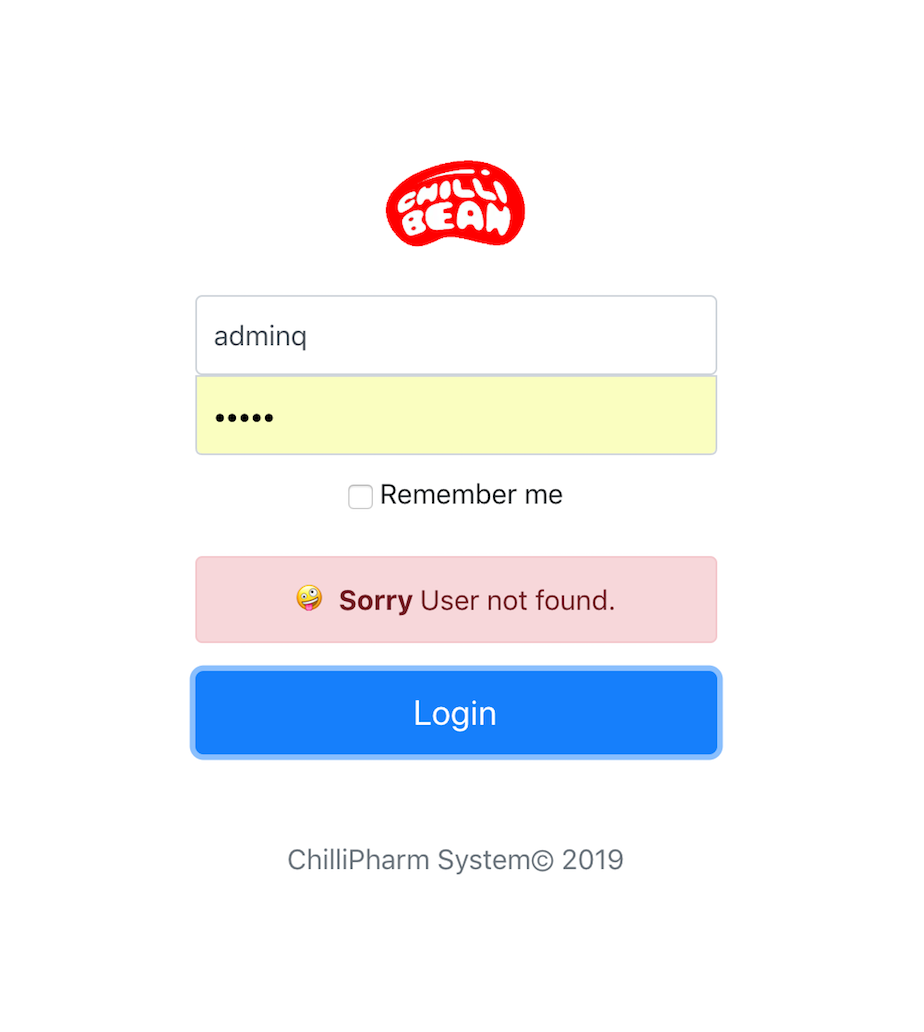 CHILLI
BEAN
adminq
•••••
Remember me
🤪 Sorry User not found.
Login
ChilliPharm System© 2019